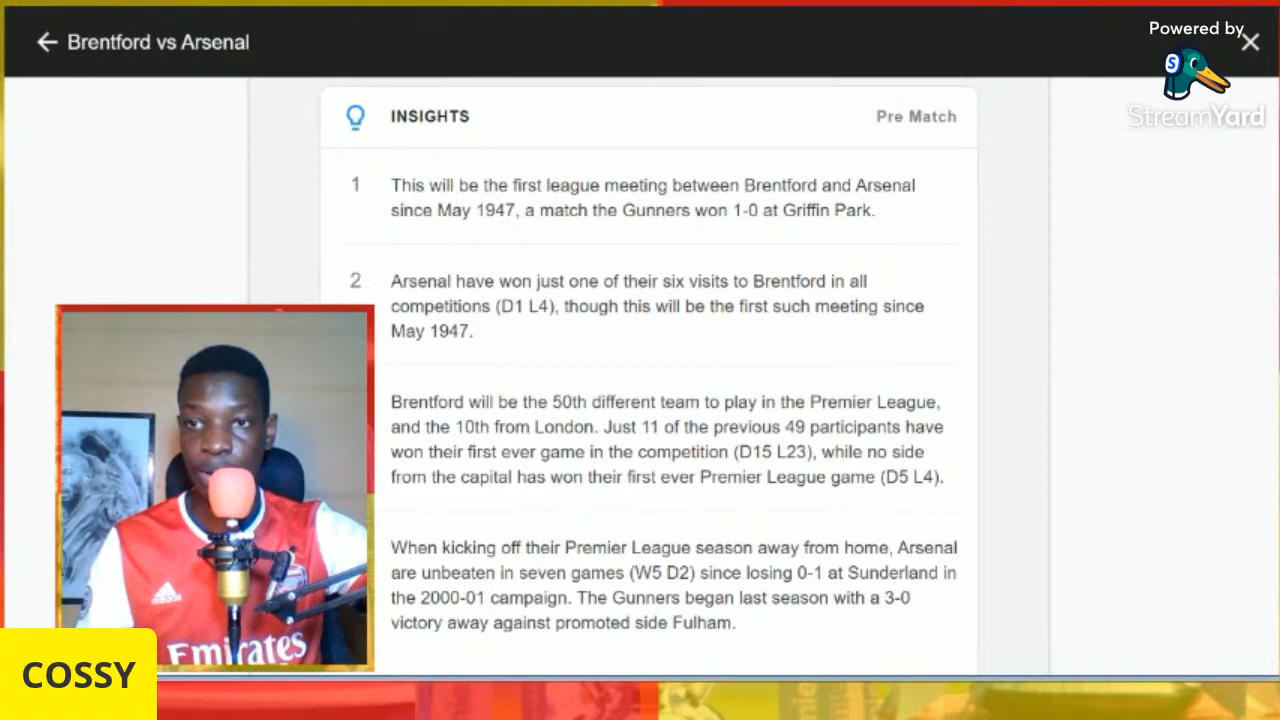 Brentford vs Arsenal
Powered by
StreamYard
INSIGHTS
Pre Match
1
This will be the first league meeting between Brentford and Arsenal
since May 1947, a match the Gunners won 1-0 at Griffin Park.
2
Arsenal have won just one of their six visits to Brentford in all
competitions (D1 L4), though this will be the first such meeting since
May 1947.
Brentford will be the 50th different team to play in the Premier League,
and the 10th from London. Just 11 of the previous 49 participants have
won their first ever game in the competition (D15 L23), while no side
from the capital has won their first ever Premier League game (D5 L4).
When kicking off their Premier League season away from home, Arsenal
are unbeaten in seven games (W5 D2) since losing 0-1 at Sunderland in
the 2000-01 campaign. The Gunners began last season with a 3-0
victory away against promoted side Fulham.
Emirates
COSSY